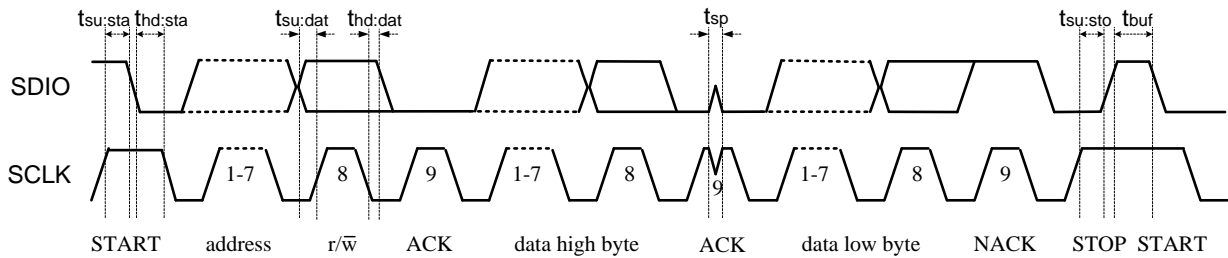 tsu:sta thd:sta tsu:dat thd:dat tsp tsu:sto tbuf
SDIO
SCLK 1-7 8 9 1-7 8 9 1-7 8 9
START address r/w̅ ACK data high byte ACK data low byte NACK STOP START